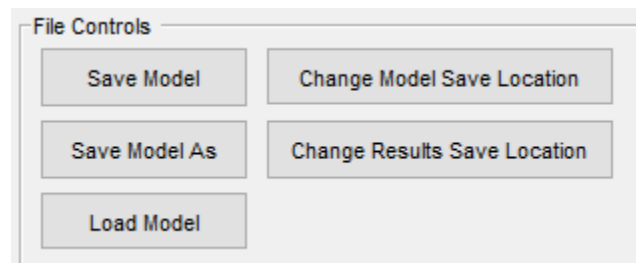 File Controls
Save Model
Change Model Save Location
Save Model As
Change Results Save Location
Load Model